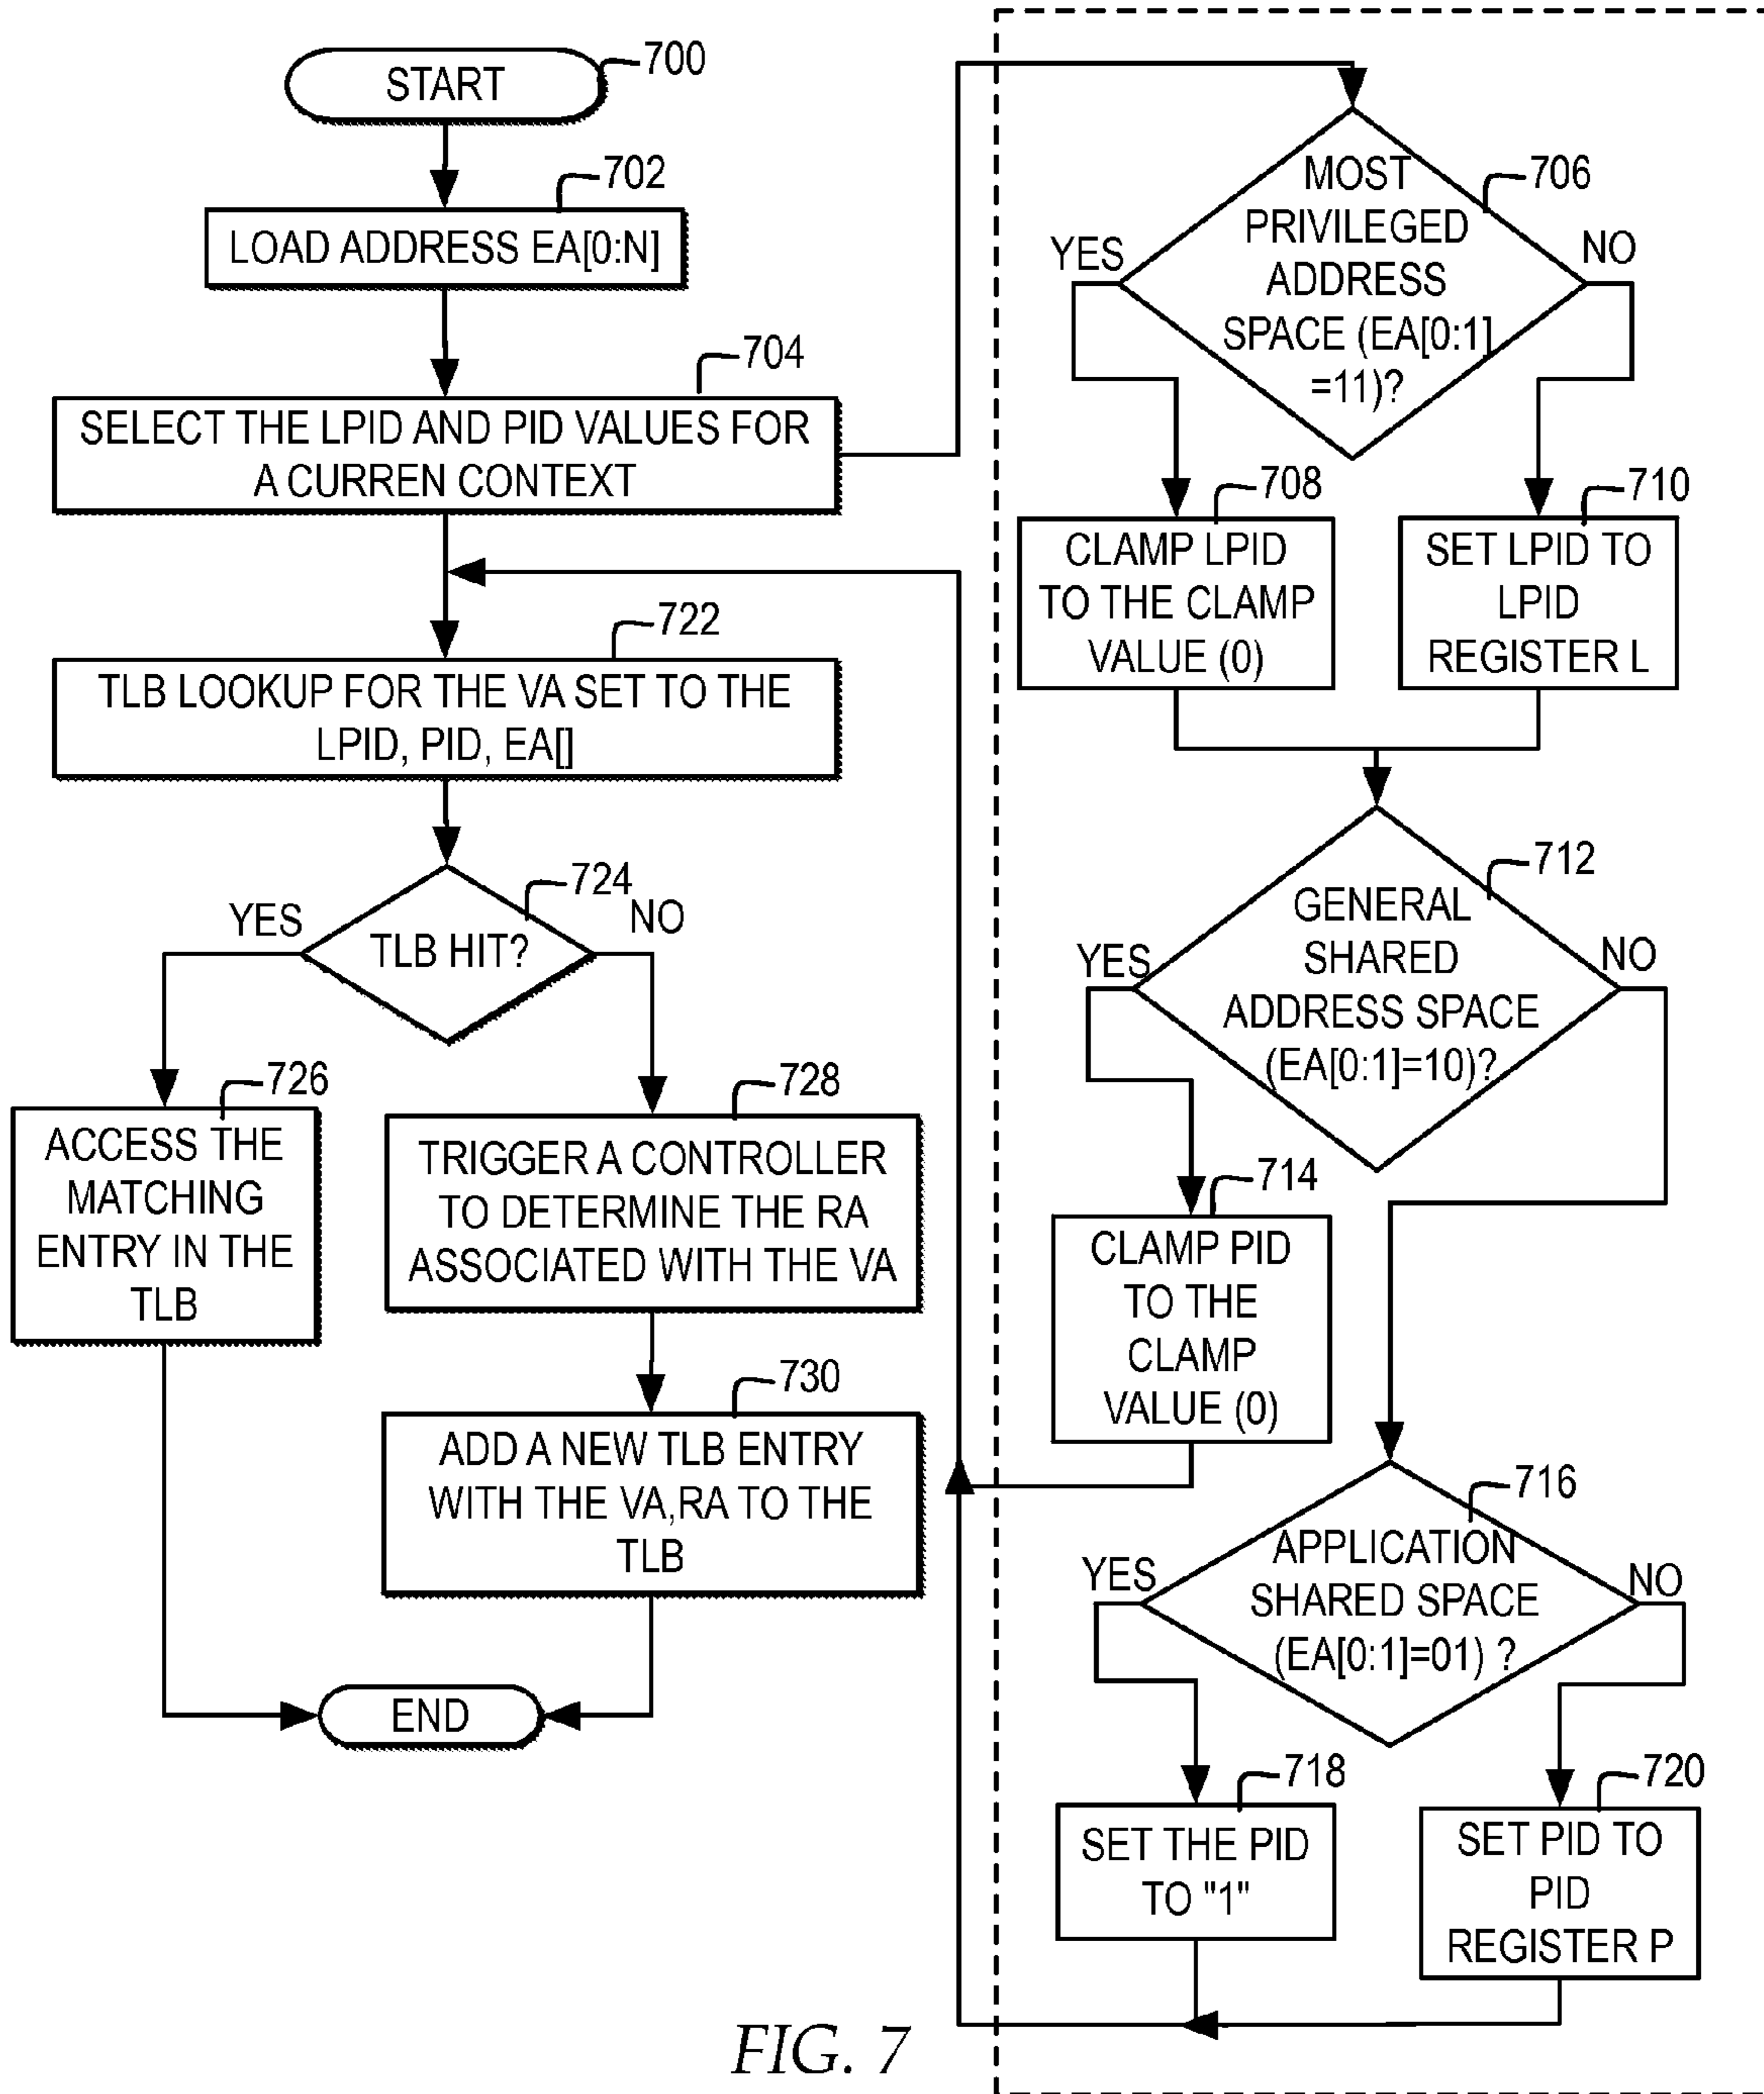 START
700
702
LOAD ADDRESS EA[0:N]
704
SELECT THE LPID AND PID VALUES FOR
A CURREN CONTEXT
722
TLB LOOKUP FOR THE VA SET TO THE
LPID, PID, EA[]
724
YES
NO
TLB HIT?
726
ACCESS THE
MATCHING
ENTRY IN THE
TLB
728
TRIGGER A CONTROLLER
TO DETERMINE THE RA
ASSOCIATED WITH THE VA
730
ADD A NEW TLB ENTRY
WITH THE VA,RA TO THE
TLB
END
706
MOST
PRIVILEGED
ADDRESS
SPACE (EA[0:1]
=11)?
YES
NO
708
CLAMP LPID
TO THE CLAMP
VALUE (0)
710
SET LPID TO
LPID
REGISTER L
712
GENERAL
SHARED
ADDRESS SPACE
(EA[0:1]=10)?
YES
NO
714
CLAMP PID
TO THE
CLAMP
VALUE (0)
716
APPLICATION
SHARED SPACE
(EA[0:1]=01) ?
YES
NO
718
SET THE PID
TO "1"
720
SET PID TO
PID
REGISTER P
FIG. 7